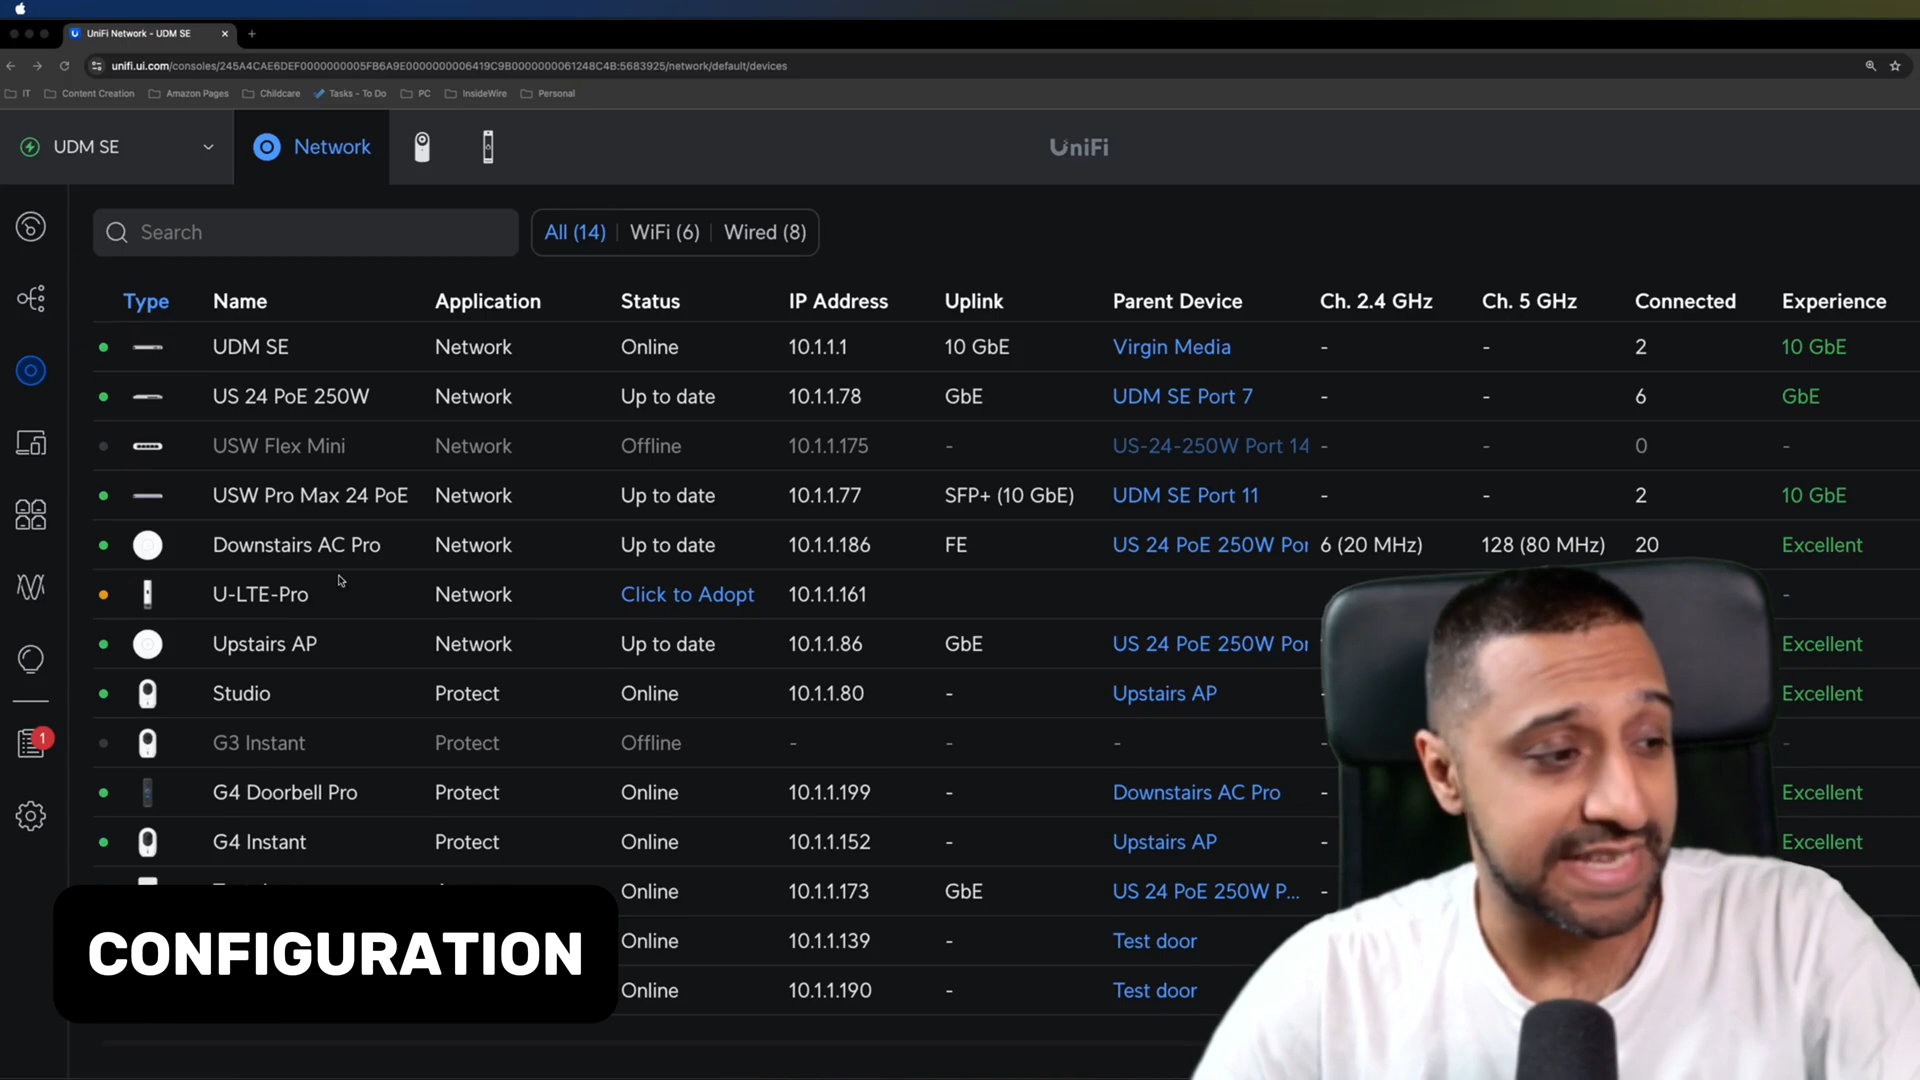 UniFi Network - UDM SE
unifi.ui.com/consoles/245A4CAE6DEF0000000005FB6A9E0000000006419C9B0000000061248C4B:5683925/network/default/devices
IT Content Creation Amazon Pages Childcare Tasks - To Do PC InsideWire Personal
UDM SE Network UniFi
Search All (14) WiFi (6) Wired (8)
Type Name Application Status IP Address Uplink Parent Device Ch. 2.4 GHz Ch. 5 GHz Connected Experience
UDM SE Network Online 10.1.1.1 10 GbE Virgin Media - - 2 10 GbE
US 24 PoE 250W Network Up to date 10.1.1.78 GbE UDM SE Port 7 - - 6 GbE
USW Flex Mini Network Offline 10.1.1.175 - US-24-250W Port 14 - - 0 -
USW Pro Max 24 PoE Network Up to date 10.1.1.77 SFP+ (10 GbE) UDM SE Port 11 - - 2 10 GbE
Downstairs AC Pro Network Up to date 10.1.1.186 FE US 24 PoE 250W Por 6 (20 MHz) 128 (80 MHz) 20 Excellent
U-LTE-Pro Network Click to Adopt 10.1.1.161 -
Upstairs AP Network Up to date 10.1.1.86 GbE US 24 PoE 250W Por Excellent
Studio Protect Online 10.1.1.80 - Upstairs AP - Excellent
G3 Instant Protect Offline - - - - -
G4 Doorbell Pro Protect Online 10.1.1.199 - Downstairs AC Pro - Excellent
G4 Instant Protect Online 10.1.1.152 - Upstairs AP - Excellent
Online 10.1.1.173 GbE US 24 PoE 250W P... -
Online 10.1.1.139 - Test door
Online 10.1.1.190 - Test door
1
CONFIGURATION